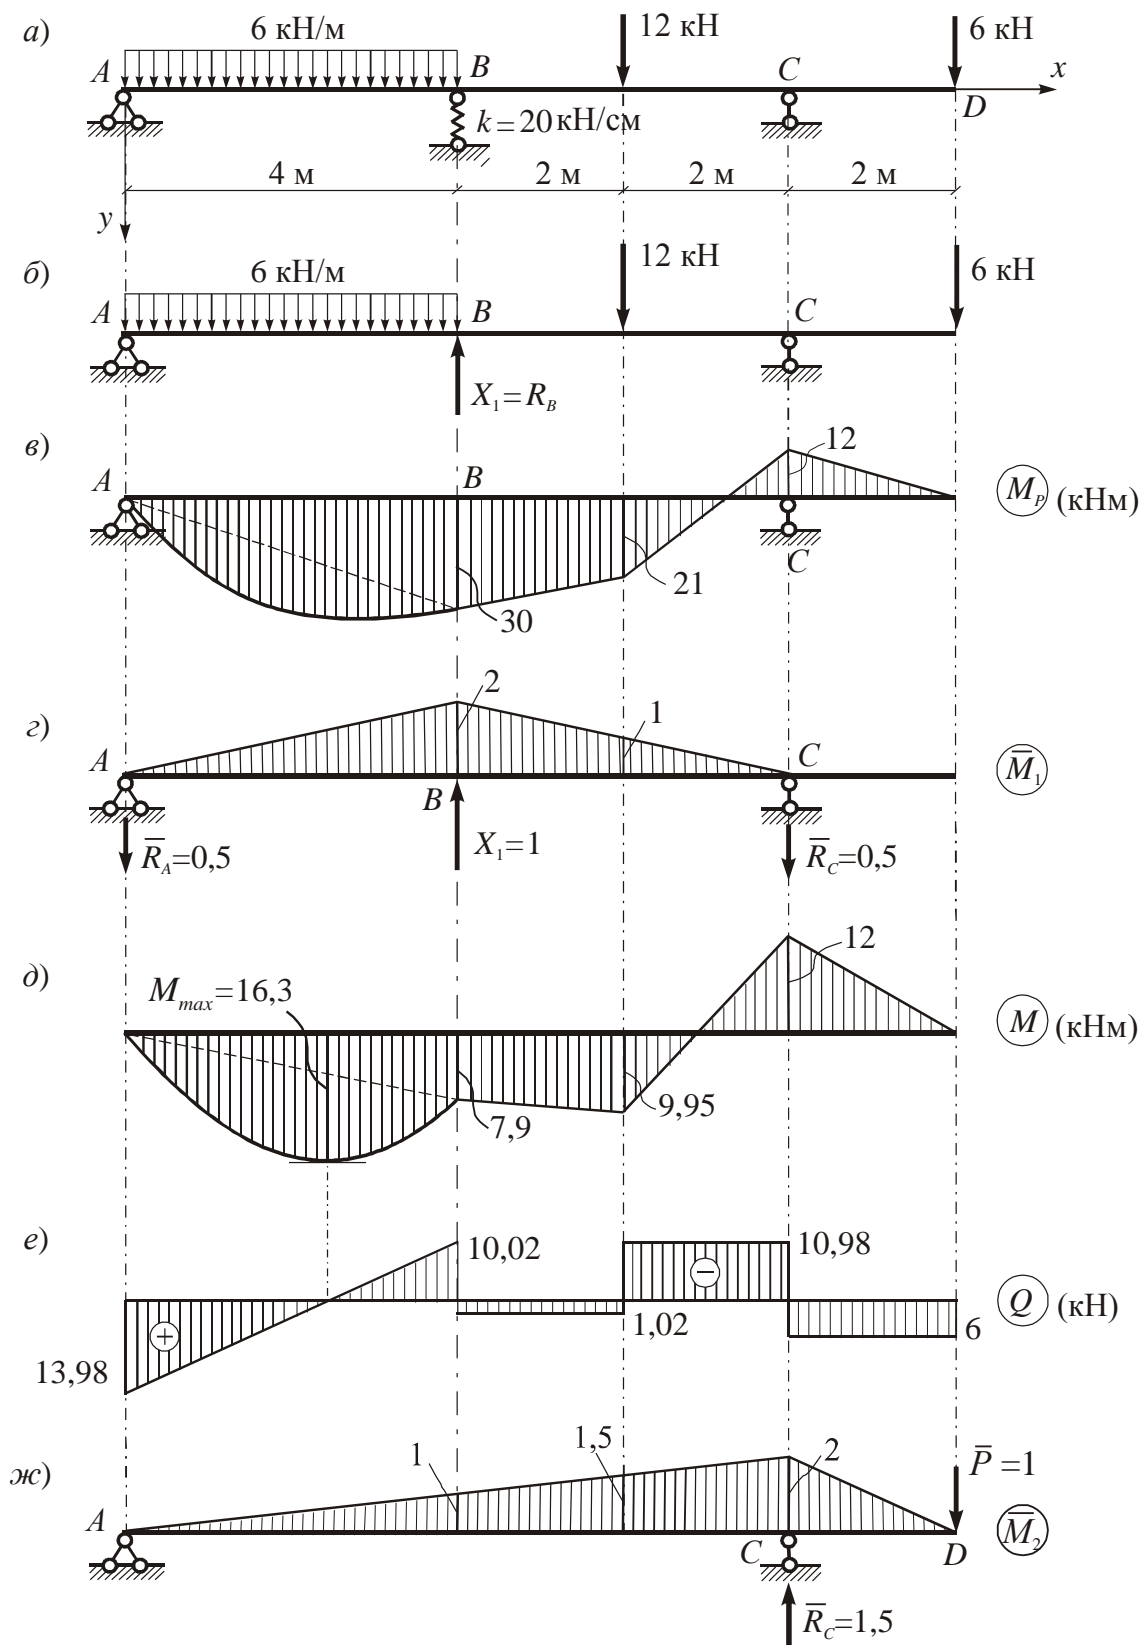 а) 6 кН/м 12 кН 6 кН
A B C x
D
k = 20 кН/см
4 м 2 м 2 м 2 м
y
б) 6 кН/м 12 кН 6 кН
A B C
X₁ = R_B
в) 12
A B M_P (кНм)
C
21
30
г) 2
1
A C M̄₁
B
R̄_A=0,5 X₁=1 R̄_C=0,5
д) 12
M_max=16,3
M (кНм)
9,95
7,9
е) 10,02 10,98
−
Q (кН)
+ 1,02 6
13,98
ж) 1 1,5 2 P̄ =1
A M̄₂
C D
R̄_C=1,5